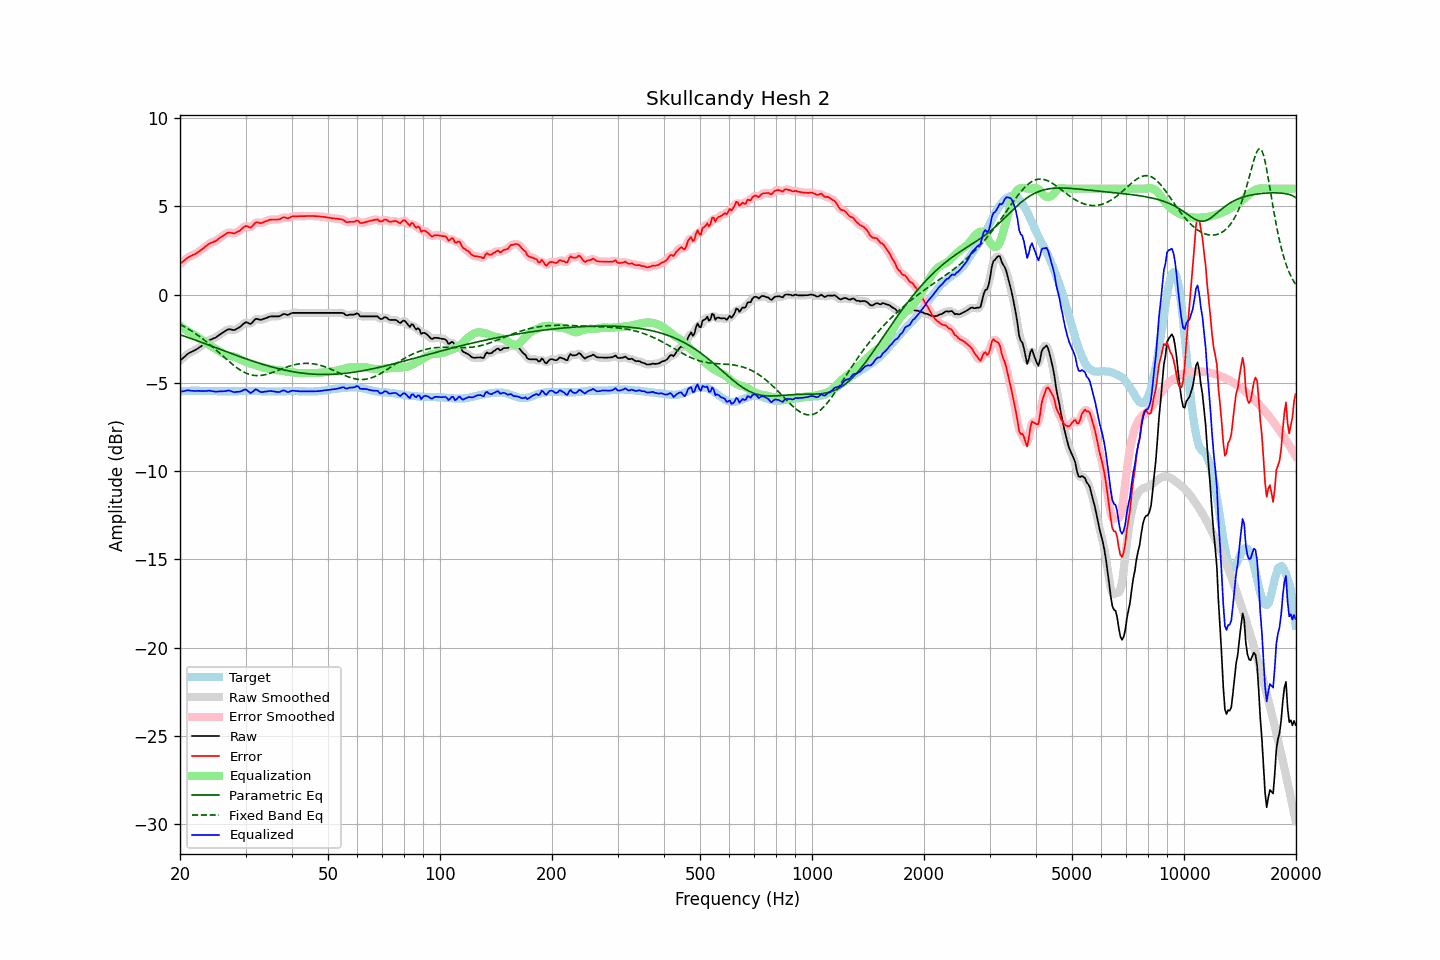 Skullcandy Hesh 2
10
5
0
−5
−10
−15
−20
−25
−30
Amplitude (dBr)
Target
Raw Smoothed
Error Smoothed
Raw
Error
Equalization
Parametric Eq
Fixed Band Eq
Equalized
20 50 100 200 500 1000 2000 5000 10000 20000
Frequency (Hz)